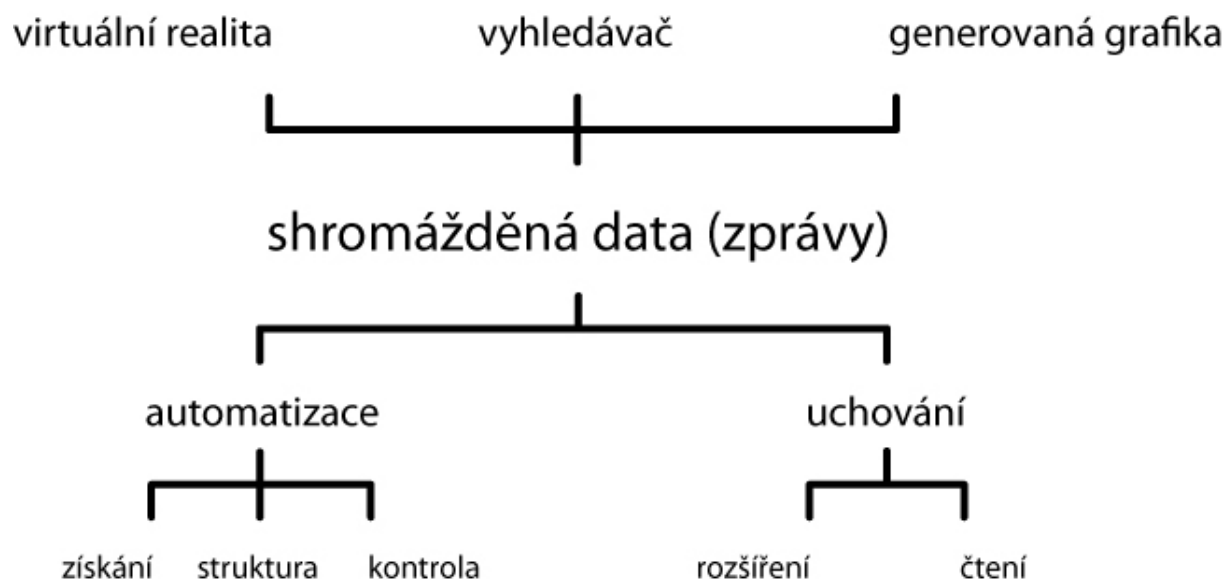 virtuální realita vyhledávač generovaná grafika
shromážděná data (zprávy)
automatizace uchování
získání struktura kontrola rozšíření čtení